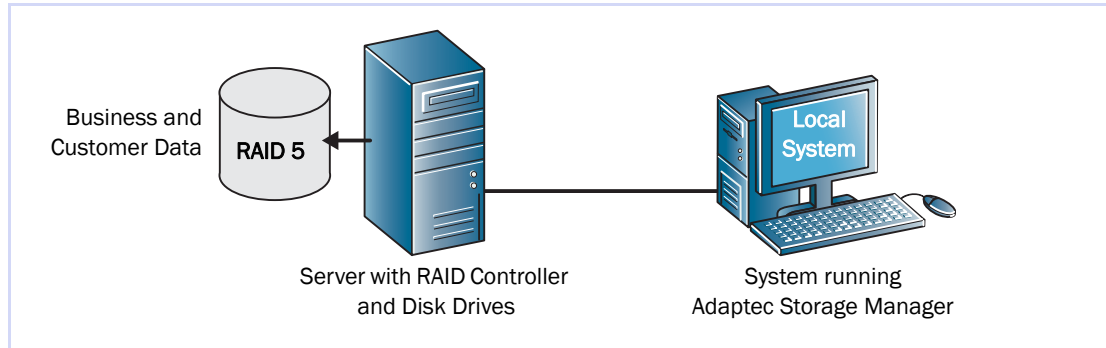 Business and
Customer Data
RAID 5
Local
System
Server with RAID Controller
and Disk Drives
System running
Adaptec Storage Manager